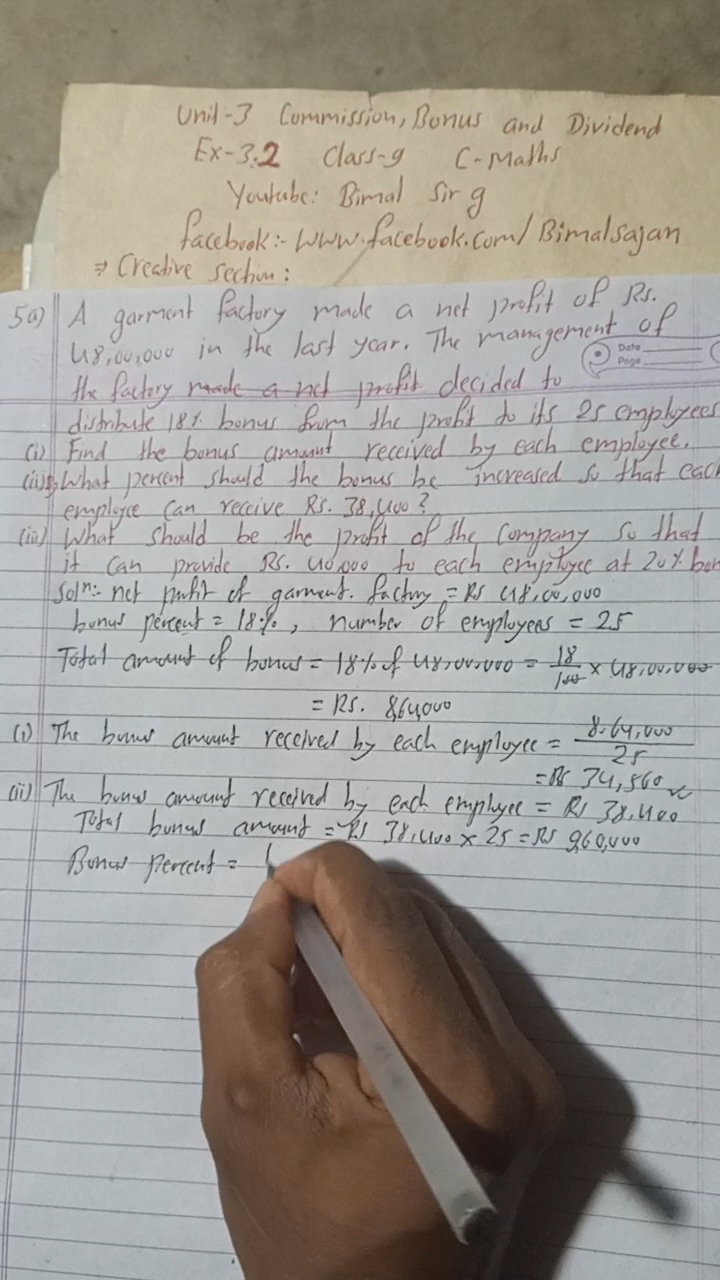 Unit-3 Commission, Bonus and Dividend
Ex-3.2 Class-9 C-Maths
Youtube: Bimal Sir g
facebook:- www.facebook.com/Bimalsajan
⇒ Creative section:
5a) A garment factory made a net profit of Rs.
48,00,000 in the last year. The management of
Date
Page
the factory made a net profit decided to
distribute 18% bonus from the profit to its 25 employees
(i) Find the bonus amount received by each employee.
(ii) What percent should the bonus be increased so that each
employee can receive Rs. 38,400?
(iii) What should be the profit of the company so that
it can provide Rs. 40,000 to each employee at 20% bon
Solⁿ:- net profit of garment factory = Rs 48,00,000
bonus percent = 18%, number of employees = 25
Total amount of bonus = 18% of 48,00,000 = 18/100 × 48,00,000
= Rs. 864,000
(i) The bonus amount received by each employee = 8,64,000/25
= Rs 34,560
(ii) The bonus amount received by each employee = Rs 38,400
Total bonus amount = Rs 38,400 × 25 = Rs 960,000
Bonus percent =